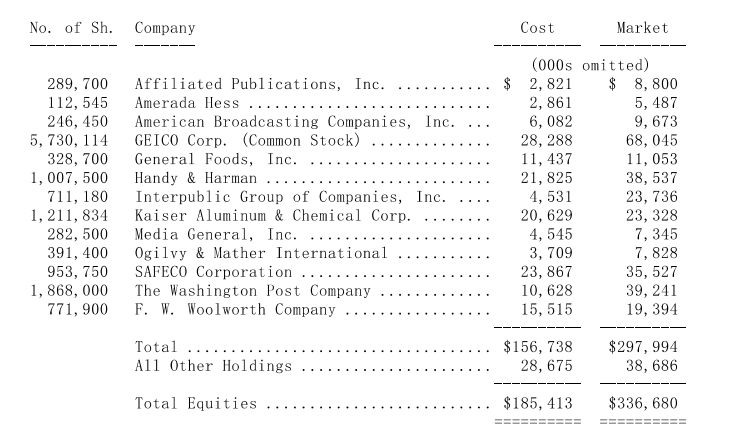 No. of Sh. Company Cost Market
(000s omitted)
289,700 Affiliated Publications, Inc. ........... $ 2,821 $ 8,800
112,545 Amerada Hess ............................ 2,861 5,487
246,450 American Broadcasting Companies, Inc. ... 6,082 9,673
5,730,114 GEICO Corp. (Common Stock) .............. 28,288 68,045
328,700 General Foods, Inc. ..................... 11,437 11,053
1,007,500 Handy & Harman .......................... 21,825 38,537
711,180 Interpublic Group of Companies, Inc. .... 4,531 23,736
1,211,834 Kaiser Aluminum & Chemical Corp. ........ 20,629 23,328
282,500 Media General, Inc. ..................... 4,545 7,345
391,400 Ogilvy & Mather International ........... 3,709 7,828
953,750 SAFECO Corporation ...................... 23,867 35,527
1,868,000 The Washington Post Company ............. 10,628 39,241
771,900 F. W. Woolworth Company ................. 15,515 19,394
Total ................................... $156,738 $297,994
All Other Holdings ...................... 28,675 38,686
Total Equities .......................... $185,413 $336,680